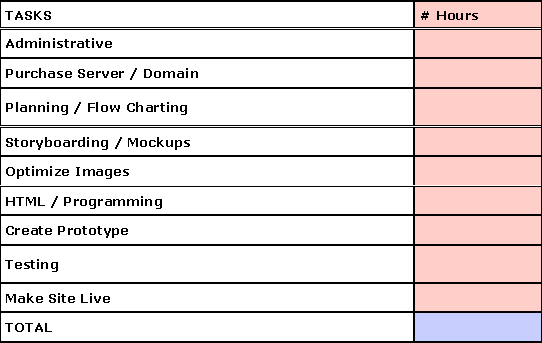 TASKS # Hours
Administrative
Purchase Server / Domain
Planning / Flow Charting
Storyboarding / Mockups
Optimize Images
HTML / Programming
Create Prototype
Testing
Make Site Live
TOTAL